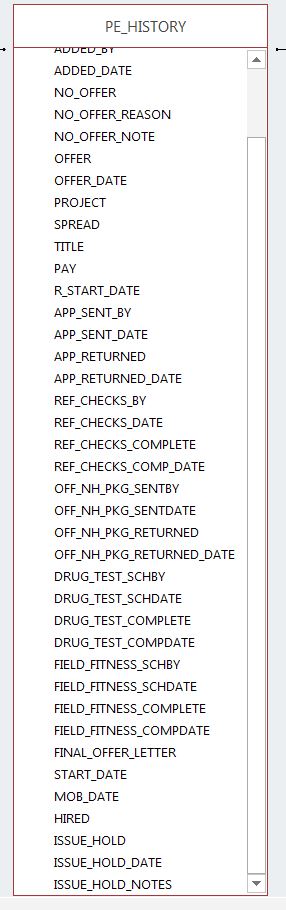 PE_HISTORY
ADDED_BY
ADDED_DATE
NO_OFFER
NO_OFFER_REASON
NO_OFFER_NOTE
OFFER
OFFER_DATE
PROJECT
SPREAD
TITLE
PAY
R_START_DATE
APP_SENT_BY
APP_SENT_DATE
APP_RETURNED
APP_RETURNED_DATE
REF_CHECKS_BY
REF_CHECKS_DATE
REF_CHECKS_COMPLETE
REF_CHECKS_COMP_DATE
OFF_NH_PKG_SENTBY
OFF_NH_PKG_SENTDATE
OFF_NH_PKG_RETURNED
OFF_NH_PKG_RETURNED_DATE
DRUG_TEST_SCHBY
DRUG_TEST_SCHDATE
DRUG_TEST_COMPLETE
DRUG_TEST_COMPDATE
FIELD_FITNESS_SCHBY
FIELD_FITNESS_SCHDATE
FIELD_FITNESS_COMPLETE
FIELD_FITNESS_COMPDATE
FINAL_OFFER_LETTER
START_DATE
MOB_DATE
HIRED
ISSUE_HOLD
ISSUE_HOLD_DATE
ISSUE_HOLD_NOTES